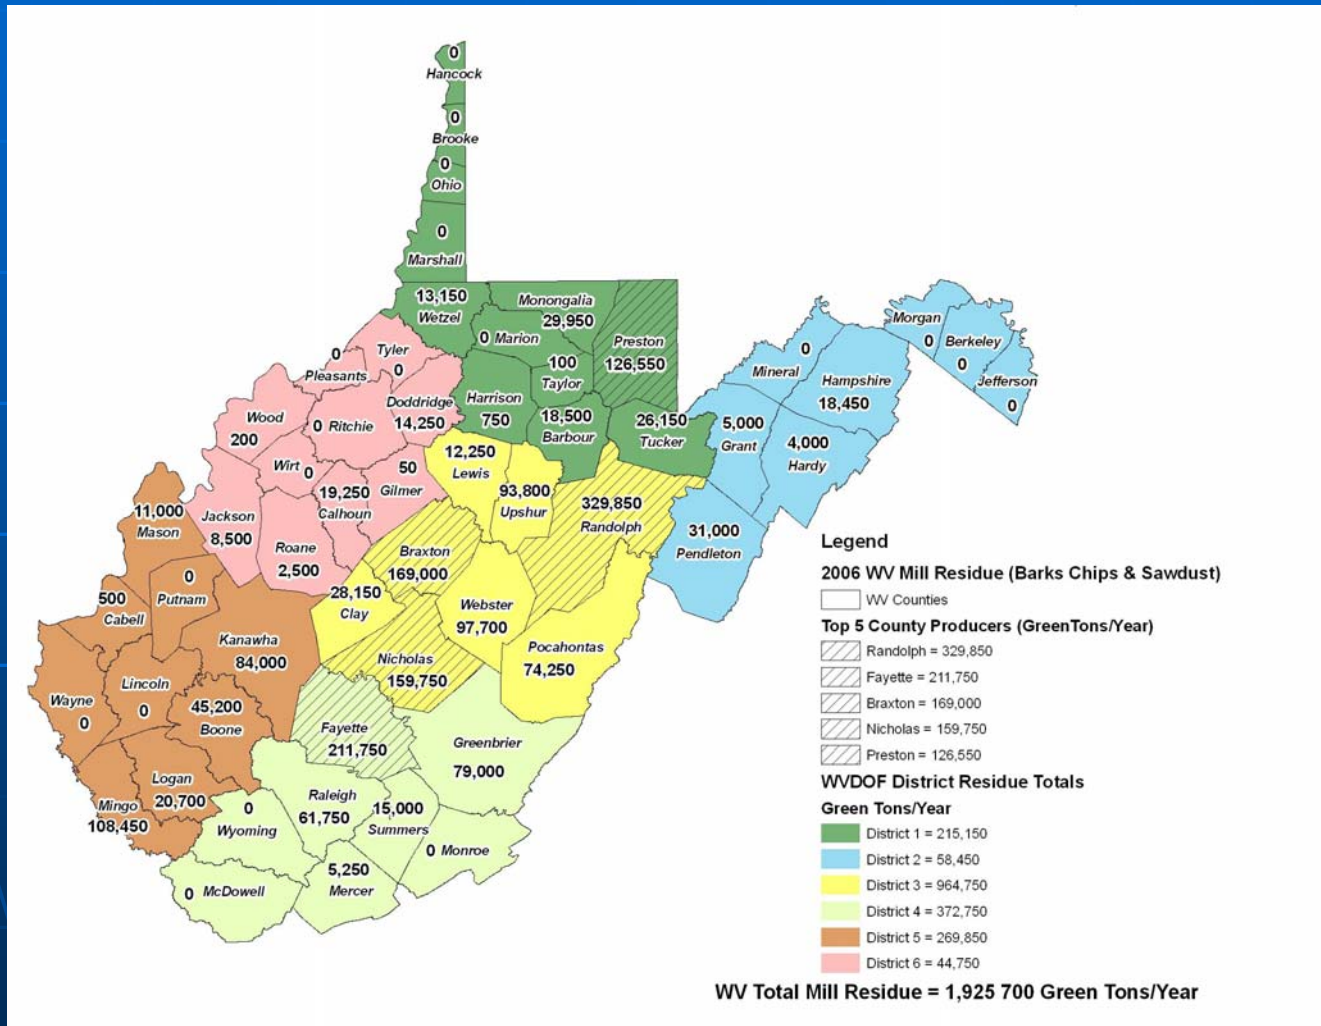 0
Hancock
0
Brooke
0
Ohio
0
Marshall
13,150
Wetzel
Monongalia
29,950
0 Marion
Preston
126,550
100
Taylor
Harrison
750
18,500
Barbour
26,150
Tucker
0
Pleasants
Tyler
0
Doddridge
14,250
Wood
200
0 Ritchie
Wirt 0
19,250
Calhoun
50
Gilmer
Jackson
8,500
Roane
2,500
Morgan
0
Berkeley
0
Jefferson
0
0
Mineral
Hampshire
18,450
5,000
Grant
4,000
Hardy
31,000
Pendleton
12,250
Lewis
93,800
Upshur
329,850
Randolph
Braxton
169,000
28,150
Clay
Webster
97,700
Nicholas
159,750
Pocahontas
74,250
11,000
Mason
0
Putnam
500
Cabell
Kanawha
84,000
Wayne
0
Lincoln
0
45,200
Boone
Logan
20,700
Mingo
108,450
Fayette
211,750
Greenbrier
79,000
0
Wyoming
Raleigh
61,750
15,000
Summers
0 Monroe
5,250
Mercer
0 McDowell
Legend
2006 WV Mill Residue (Barks Chips & Sawdust)
WV Counties
Top 5 County Producers (GreenTons/Year)
Randolph = 329,850
Fayette = 211,750
Braxton = 169,000
Nicholas = 159,750
Preston = 126,550
WVDOF District Residue Totals
Green Tons/Year
District 1 = 215,150
District 2 = 58,450
District 3 = 964,750
District 4 = 372,750
District 5 = 269,850
District 6 = 44,750
WV Total Mill Residue = 1,925 700 Green Tons/Year